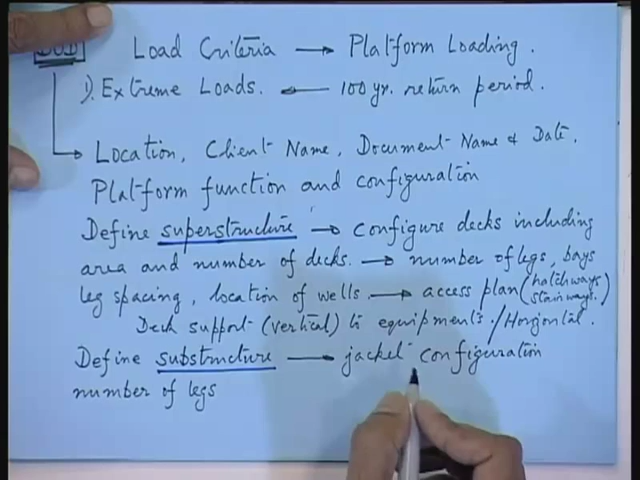 Load Criteria → Platform Loading.
1). Extreme Loads. ← 100 yr. return period.
Location, Client Name, Document Name & Date.
Platform function and configuration
Define superstructure → configure decks including
area and number of decks. → number of legs, bays
leg spacing, location of wells → access plan (hatchways
stairways.)
Deck support (vertical) to equipments / Horizontal.
Define substructure → jacket configuration
number of legs